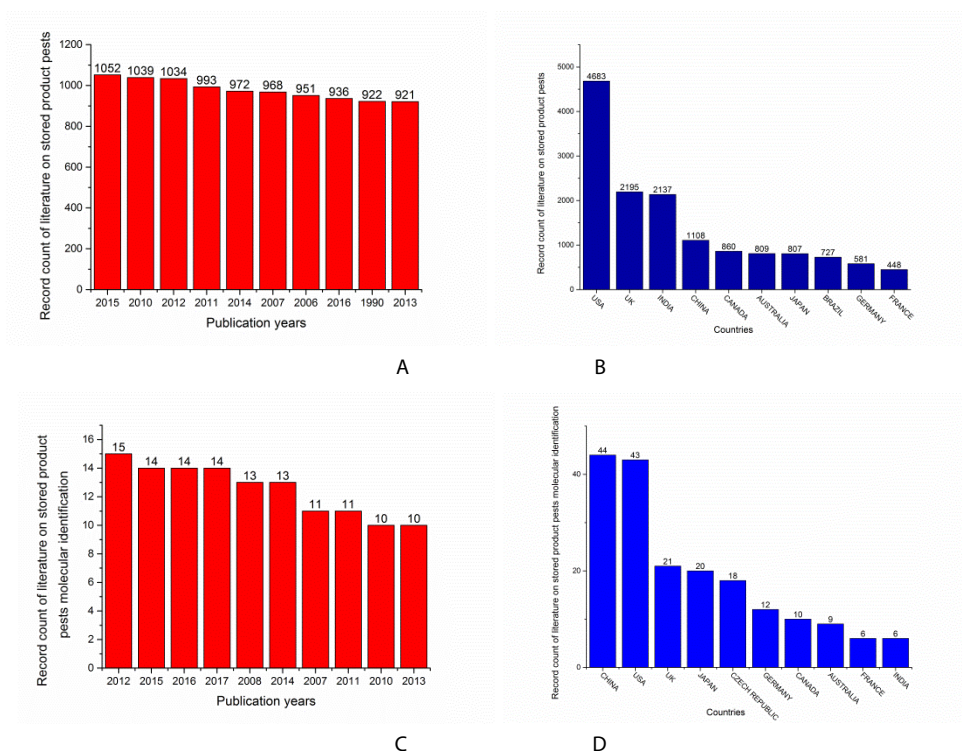 Record count of literature on stored product pests
1200
1000
800
600
400
200
0
1052
1039
1034
993
972
968
951
936
922
921
2015 2010 2012 2011 2014 2007 2006 2016 1990 2013
Publication years
A
Record count of literature on stored product pests
5000
4000
3000
2000
1000
0
4683
2195
2137
1108
860
809
807
727
581
448
USA
UK
INDIA
CHINA
CANADA
AUSTRALIA
JAPAN
BRAZIL
GERMANY
FRANCE
Countries
B
Record count of literature on stored product
pests molecular identification
16
14
12
10
8
6
4
2
0
15
14
14
14
13
13
11
11
10
10
2012 2015 2016 2017 2008 2014 2007 2011 2010 2013
Publication years
C
Record count of literature on stored product pests molecular identification
40
20
0
44
43
21
20
18
12
10
9
6
6
CHINA
USA
UK
JAPAN
CZECH REPUBLIC
GERMANY
CANADA
AUSTRALIA
FRANCE
INDIA
Countries
D